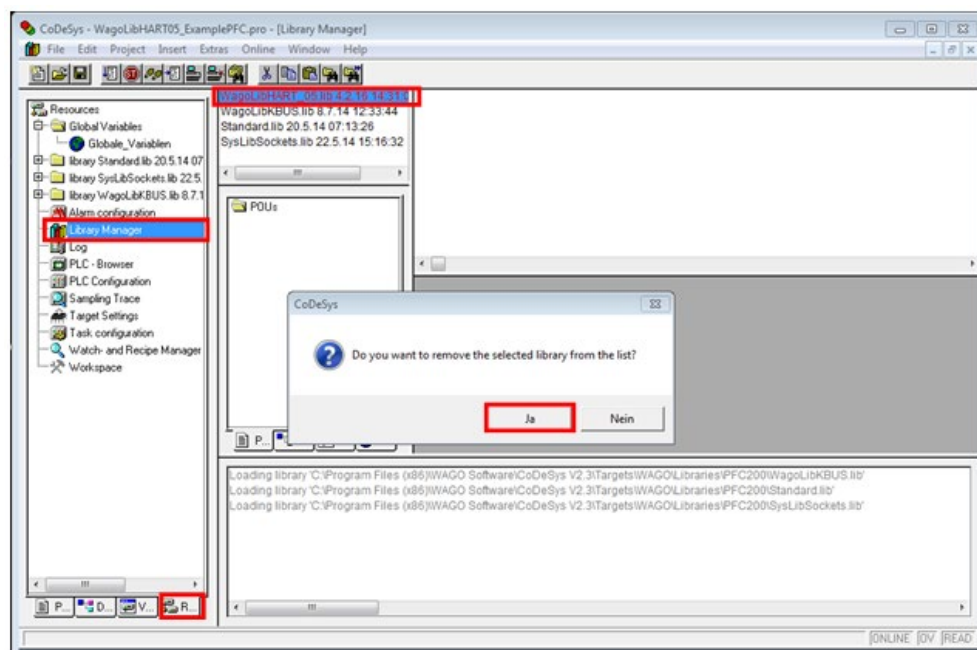 CoDeSys - WagoLibHART05_ExamplePFC.pro - [Library Manager]
File Edit Project Insert Extras Online Window Help
Resources
Global Variables
Globale_Variablen
library Standard.lib 20.5.14 07
library SysLibSockets.lib 22.5.
library WagoLibKBUS.lib 8.7.1
Alarm configuration
Library Manager
Log
PLC - Browser
PLC Configuration
Sampling Trace
Target Settings
Task configuration
Watch- and Recipe Manager
Workspace
P...
D...
V...
R...
WagoLibHART_05.lib 4.2.16 14:31:
WagoLibKBUS.lib 8.7.14 12:33:44
Standard.lib 20.5.14 07:13:26
SysLibSockets.lib 22.5.14 15:16:32
POUs
P...
CoDeSys
Do you want to remove the selected library from the list?
Ja
Nein
Loading library 'C:\Program Files (x86)\WAGO Software\CoDeSys V2.3\Targets\WAGO\Libraries\PFC200\WagoLibKBUS.lib'
Loading library 'C:\Program Files (x86)\WAGO Software\CoDeSys V2.3\Targets\WAGO\Libraries\PFC200\Standard.lib'
Loading library 'C:\Program Files (x86)\WAGO Software\CoDeSys V2.3\Targets\WAGO\Libraries\PFC200\SysLibSockets.lib'
ONLINE OV READ